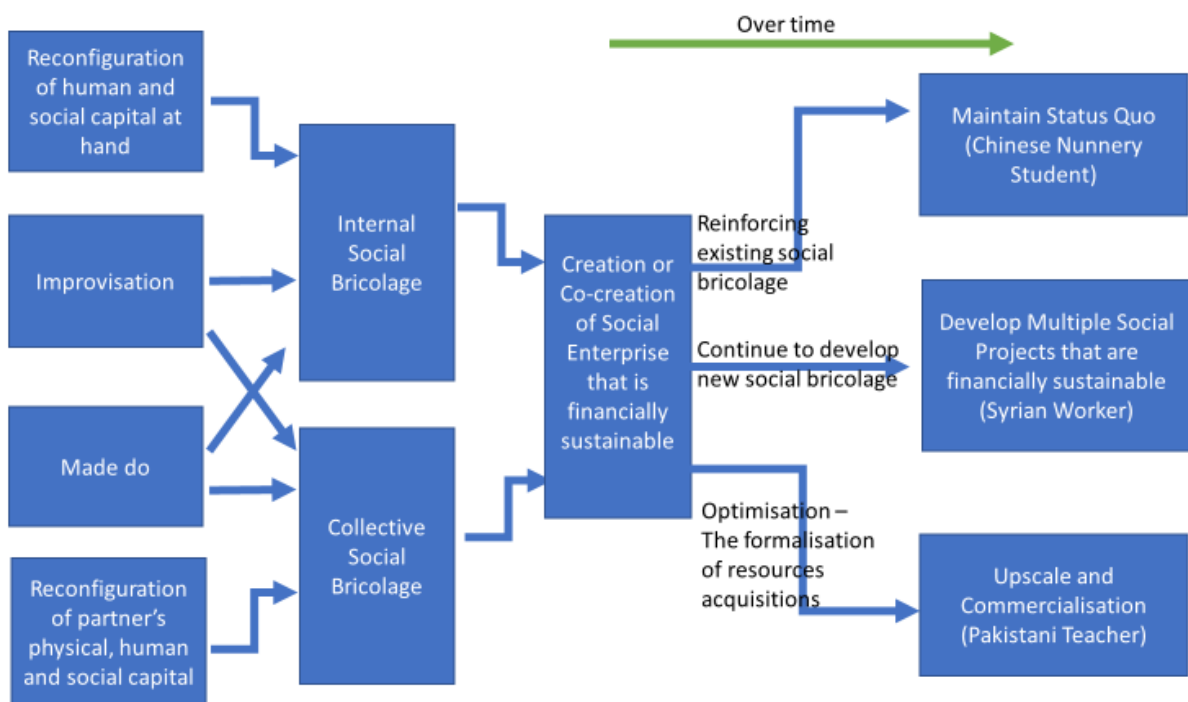 Over time
Reconfiguration
of human and
social capital at
hand
Improvisation
Made do
Reconfiguration
of partner's
physical, human
and social capital
Internal
Social
Bricolage
Collective
Social
Bricolage
Creation or
Co-creation
of Social
Enterprise
that is
financially
sustainable
Reinforcing
existing social
bricolage
Continue to develop
new social bricolage
Optimisation –
The formalisation
of resources
acquisitions
Maintain Status Quo
(Chinese Nunnery
Student)
Develop Multiple Social
Projects that are
financially sustainable
(Syrian Worker)
Upscale and
Commercialisation
(Pakistani Teacher)